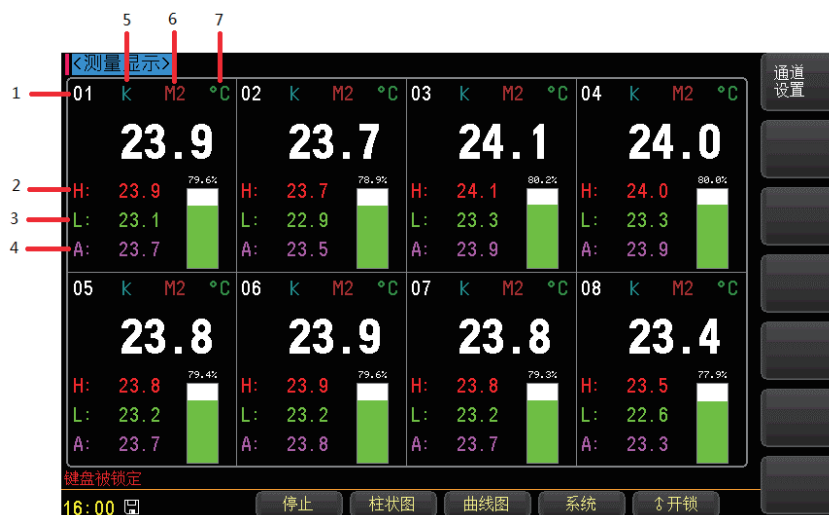 5 6 7
<测量显示>
通道
设置
1 01 K M2 °C 02 K M2 °C 03 K M2 °C 04 K M2 °C
23.9 23.7 24.1 24.0
79.6% 78.9% 80.2% 80.0%
2 H: 23.9 H: 23.7 H: 24.1 H: 24.0
3 L: 23.1 L: 22.9 L: 23.3 L: 23.3
4 A: 23.7 A: 23.5 A: 23.9 A: 23.9
05 K M2 °C 06 K M2 °C 07 K M2 °C 08 K M2 °C
23.8 23.9 23.8 23.4
79.4% 79.6% 79.3% 77.9%
H: 23.8 H: 23.9 H: 23.8 H: 23.5
L: 23.2 L: 23.2 L: 23.2 L: 22.6
A: 23.7 A: 23.8 A: 23.7 A: 23.3
键盘被锁定
16:00 停止 柱状图 曲线图 系统 开锁